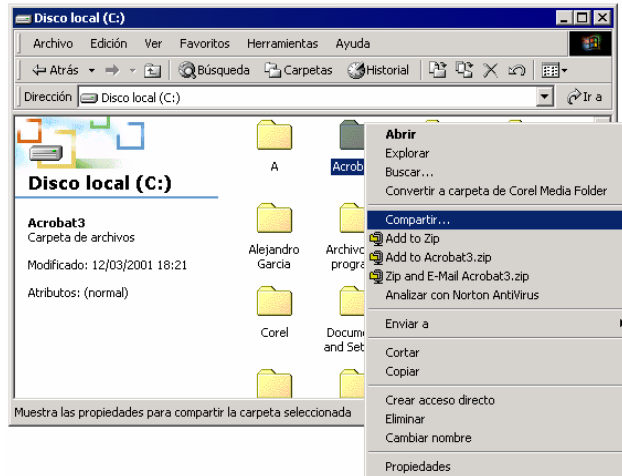 Disco local (C:)
Archivo Edición Ver Favoritos Herramientas Ayuda
Atrás Búsqueda Carpetas Historial
Dirección Disco local (C:) Ir a
Disco local (C:)
Acrobat3
Carpeta de archivos
Modificado: 12/03/2001 18:21
Atributos: (normal)
A
Acrob
Alejandro
Garcia
Archivo
progra
Corel
Docum
and Set
Muestra las propiedades para compartir la carpeta seleccionada
Abrir
Explorar
Buscar...
Convertir a carpeta de Corel Media Folder
Compartir...
Add to Zip
Add to Acrobat3.zip
Zip and E-Mail Acrobat3.zip
Analizar con Norton AntiVirus
Enviar a
Cortar
Copiar
Crear acceso directo
Eliminar
Cambiar nombre
Propiedades